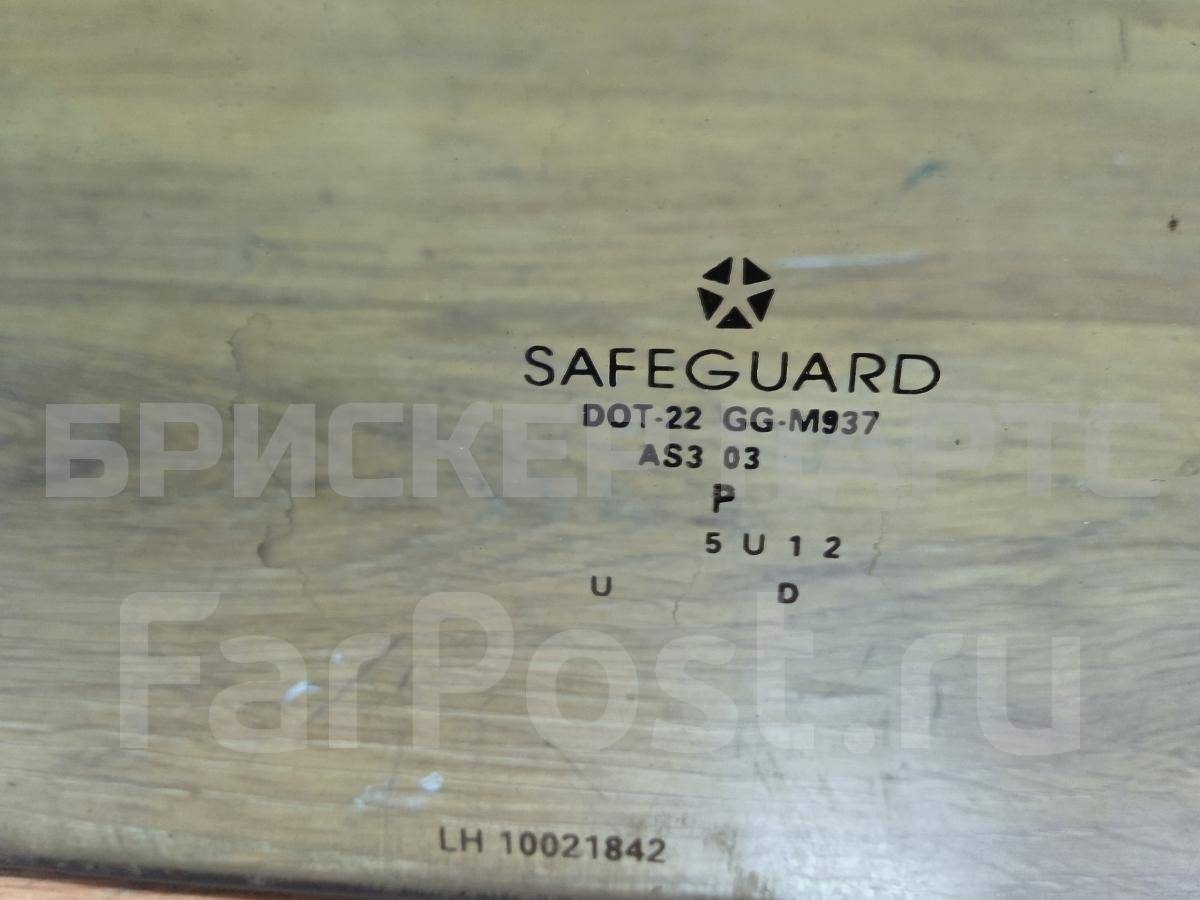 SAFEGUARD
DOT-22 GG-M937
AS3 03
БРИСКЕР ПАРТС
P
5 U 1 2
U D
FarPost.ru
LH 10021842